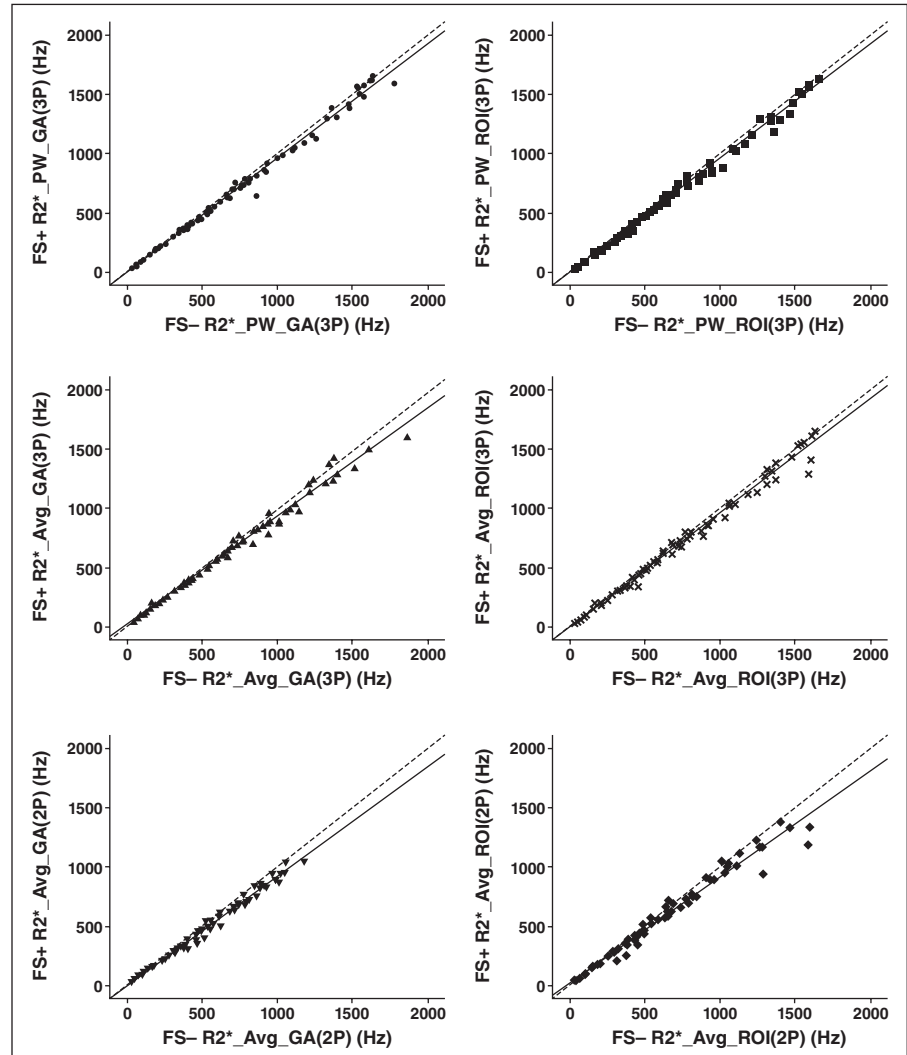 FS+ R2*_PW_GA(3P) (Hz)
2000
1500
1000
500
0
0 500 1000 1500 2000
FS– R2*_PW_GA(3P) (Hz)
FS+ R2*_PW_ROI(3P) (Hz)
2000
1500
1000
500
0
0 500 1000 1500 2000
FS– R2*_PW_ROI(3P) (Hz)
FS+ R2*_Avg_GA(3P) (Hz)
2000
1500
1000
500
0
0 500 1000 1500 2000
FS– R2*_Avg_GA(3P) (Hz)
FS+ R2*_Avg_ROI(3P) (Hz)
2000
1500
1000
500
0
0 500 1000 1500 2000
FS– R2*_Avg_ROI(3P) (Hz)
FS+ R2*_Avg_GA(2P) (Hz)
2000
1500
1000
500
0
0 500 1000 1500 2000
FS– R2*_Avg_GA(2P) (Hz)
FS+ R2*_Avg_ROI(2P) (Hz)
2000
1500
1000
500
0
0 500 1000 1500 2000
FS– R2*_Avg_ROI(2P) (Hz)